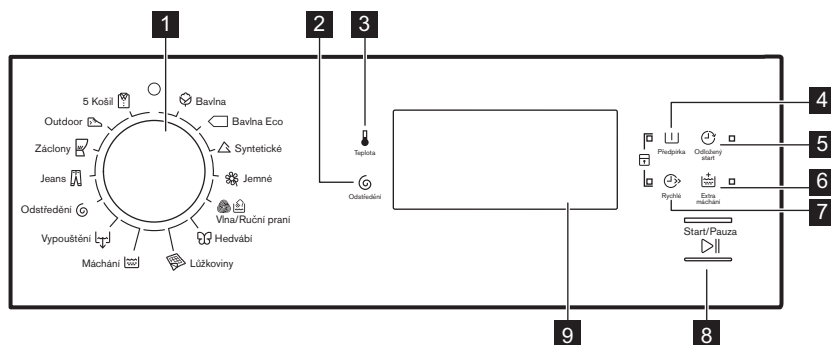 1
2
3
4
5
6
7
8
9
5 Košil
Outdoor
Záclony
Jeans
Odstředění
Vypouštění
Máchání
Bavlna
Bavlna Eco
Syntetické
Jemné
Vlna/Ruční praní
Hedvábí
Lůžkoviny
Teplota
Odstředění
Předpírka
Odložený
start
Rychlé
Extra
máchání
Start/Pauza